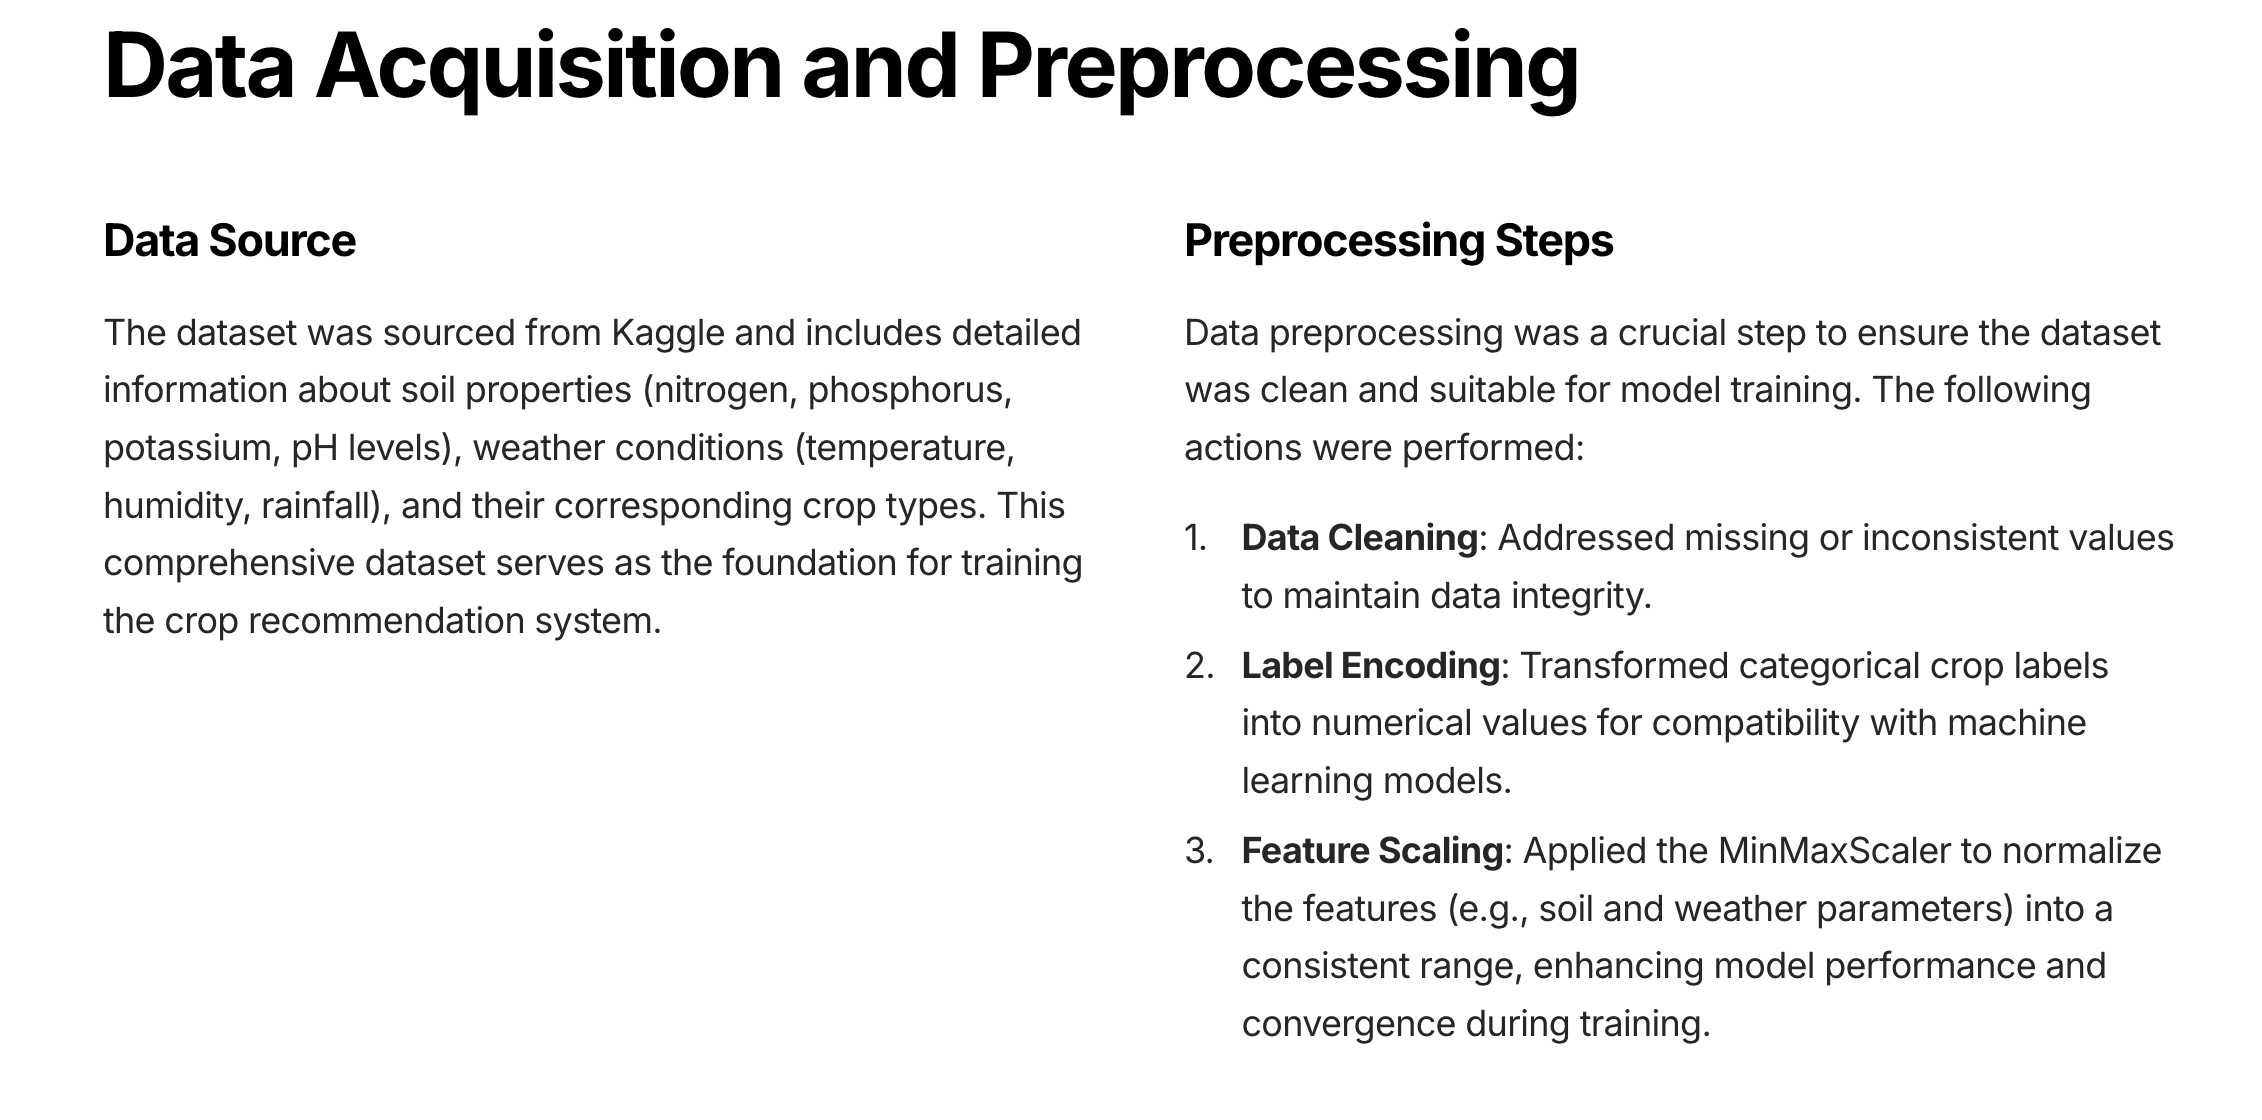 Data Acquisition and Preprocessing
Data Source
The dataset was sourced from Kaggle and includes detailed
information about soil properties (nitrogen, phosphorus,
potassium, pH levels), weather conditions (temperature,
humidity, rainfall), and their corresponding crop types. This
comprehensive dataset serves as the foundation for training
the crop recommendation system.
Preprocessing Steps
Data preprocessing was a crucial step to ensure the dataset
was clean and suitable for model training. The following
actions were performed:
1. Data Cleaning: Addressed missing or inconsistent values
to maintain data integrity.
2. Label Encoding: Transformed categorical crop labels
into numerical values for compatibility with machine
learning models.
3. Feature Scaling: Applied the MinMaxScaler to normalize
the features (e.g., soil and weather parameters) into a
consistent range, enhancing model performance and
convergence during training.